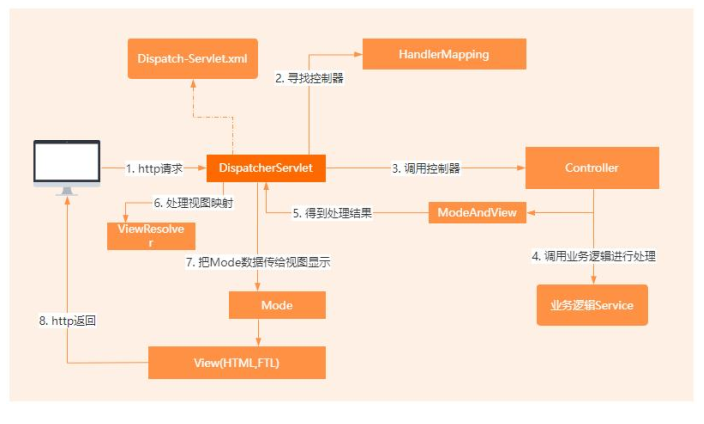 Dispatch-Servlet.xml
HandlerMapping
2. 寻找控制器
1. http请求
DispatcherServlet
3. 调用控制器
Controller
6. 处理视图映射
5. 得到处理结果
ModeAndView
ViewResolve
r
4. 调用业务逻辑进行处理
7. 把Mode数据传给视图显示
Mode
业务逻辑Service
8. http返回
View(HTML,FTL)